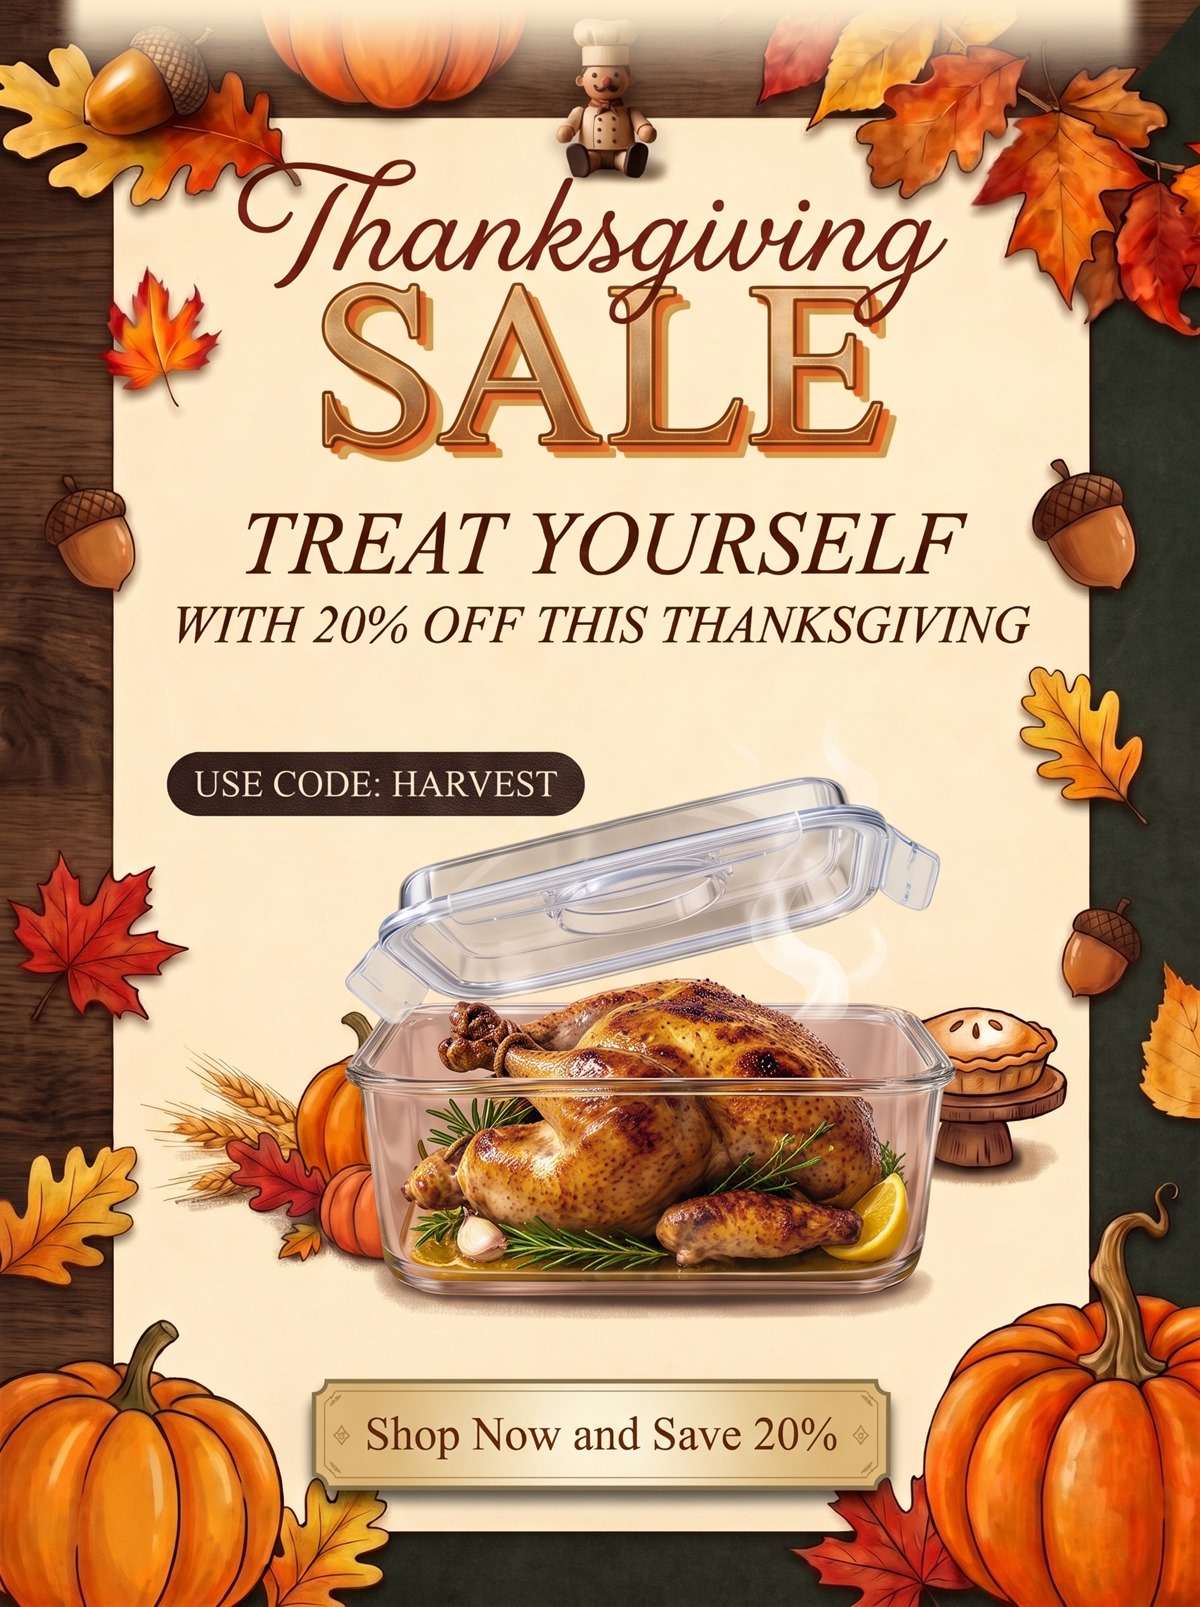 Thanksgiving
SALE
TREAT YOURSELF
WITH 20% OFF THIS THANKSGIVING
USE CODE: HARVEST
Shop Now and Save 20%